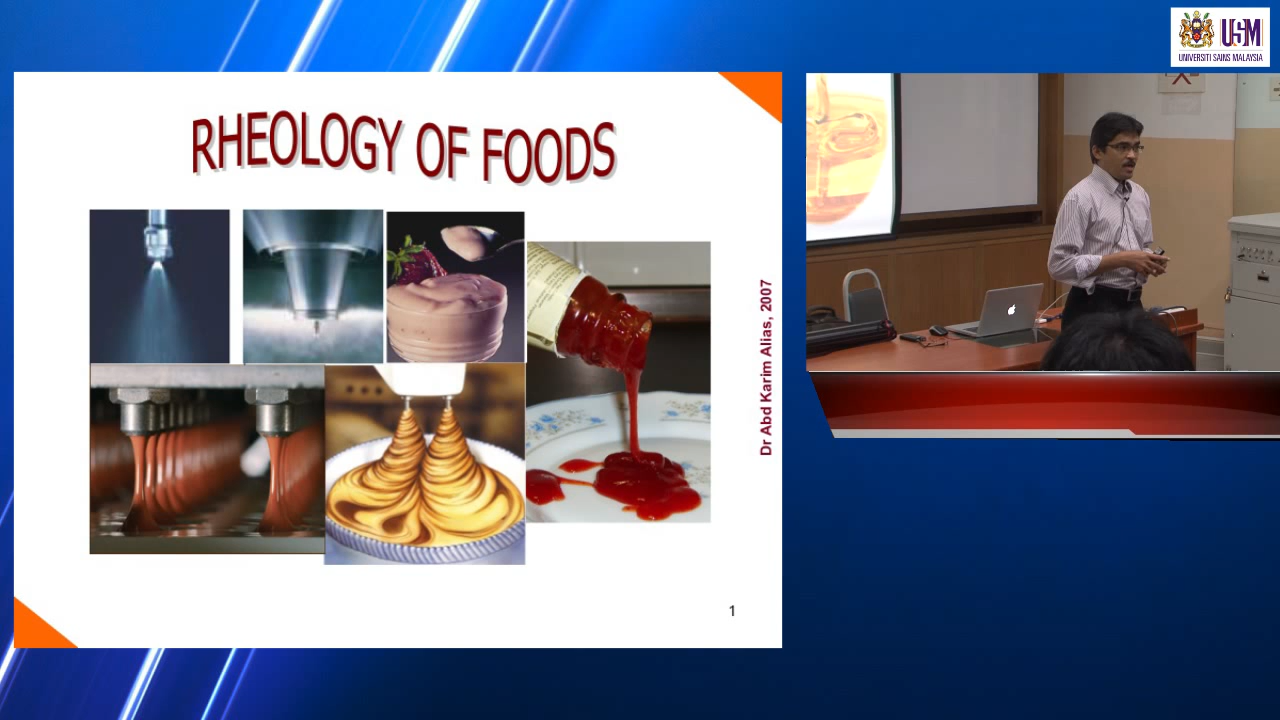 USM
UNIVERSITI SAINS MALAYSIA
RHEOLOGY OF FOODS
Dr Abd Karim Alias, 2007
1